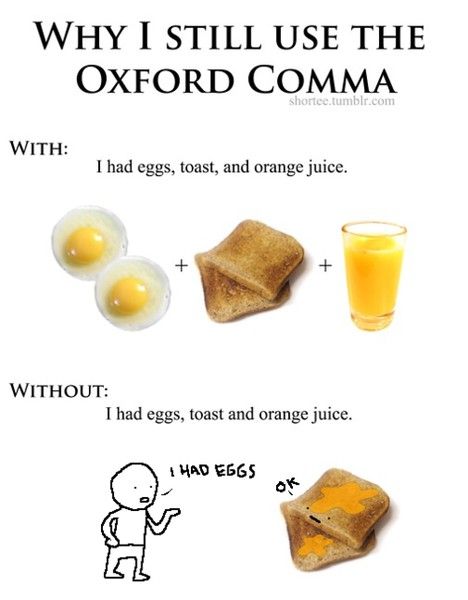 WHY I STILL USE THE
OXFORD COMMA
shortee.tumblr.com
WITH:
I had eggs, toast, and orange juice.
+
+
WITHOUT:
I had eggs, toast and orange juice.
I HAD EGGS
OK